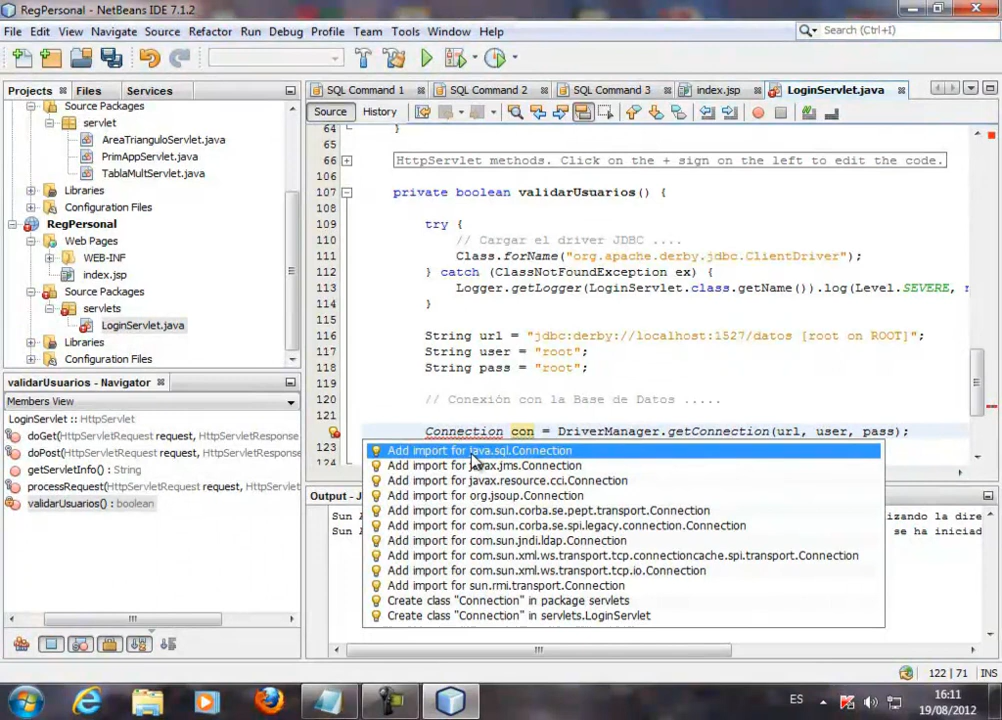 RegPersonal - NetBeans IDE 7.1.2
File Edit View Navigate Source Refactor Run Debug Profile Team Tools Window Help
Search (Ctrl+I)
Projects Files Services
SQL Command 1 SQL Command 2 SQL Command 3 index.jsp LoginServlet.java
Source History
Source Packages
servlet
AreaTrianguloServlet.java
PrimAppServlet.java
TablaMultServlet.java
Libraries
Configuration Files
RegPersonal
Web Pages
WEB-INF
index.jsp
Source Packages
servlets
LoginServlet.java
Libraries
Configuration Files
validarUsuarios - Navigator
Members View
LoginServlet :: HttpServlet
doGet(HttpServletRequest request, HttpServletResponse
doPost(HttpServletRequest request, HttpServletResponse
getServletInfo() : String
processRequest(HttpServletRequest request, HttpServletRe
validarUsuarios() : boolean
64 }
65
66 HttpServlet methods. Click on the + sign on the left to edit the code.
107 private boolean validarUsuarios() {
108
109 try {
110 // Cargar el driver JDBC ....
111 Class.forName("org.apache.derby.jdbc.ClientDriver");
112 } catch (ClassNotFoundException ex) {
113 Logger.getLogger(LoginServlet.class.getName()).log(Level.SEVERE,
114 }
115
116 String url = "jdbc:derby://localhost:1527/datos [root on ROOT]";
117 String user = "root";
118 String pass = "root";
119
120 // Conexión con la Base de Datos .....
121
Connection con = DriverManager.getConnection(url, user, pass);
123
124
Add import for java.sql.Connection
Add import for javax.jms.Connection
Add import for javax.resource.cci.Connection
Add import for org.jsoup.Connection
Add import for com.sun.corba.se.pept.transport.Connection
Add import for com.sun.corba.se.spi.legacy.connection.Connection
Add import for com.sun.jndi.ldap.Connection
Add import for com.sun.xml.ws.transport.tcp.connectioncache.spi.transport.Connection
Add import for com.sun.xml.ws.transport.tcp.io.Connection
Add import for sun.rmi.transport.Connection
Create class "Connection" in package servlets
Create class "Connection" in servlets.LoginServlet
Output - J
Sun izando la dire
Sun se ha iniciad
122 | 71 INS
ES
16:11
19/08/2012